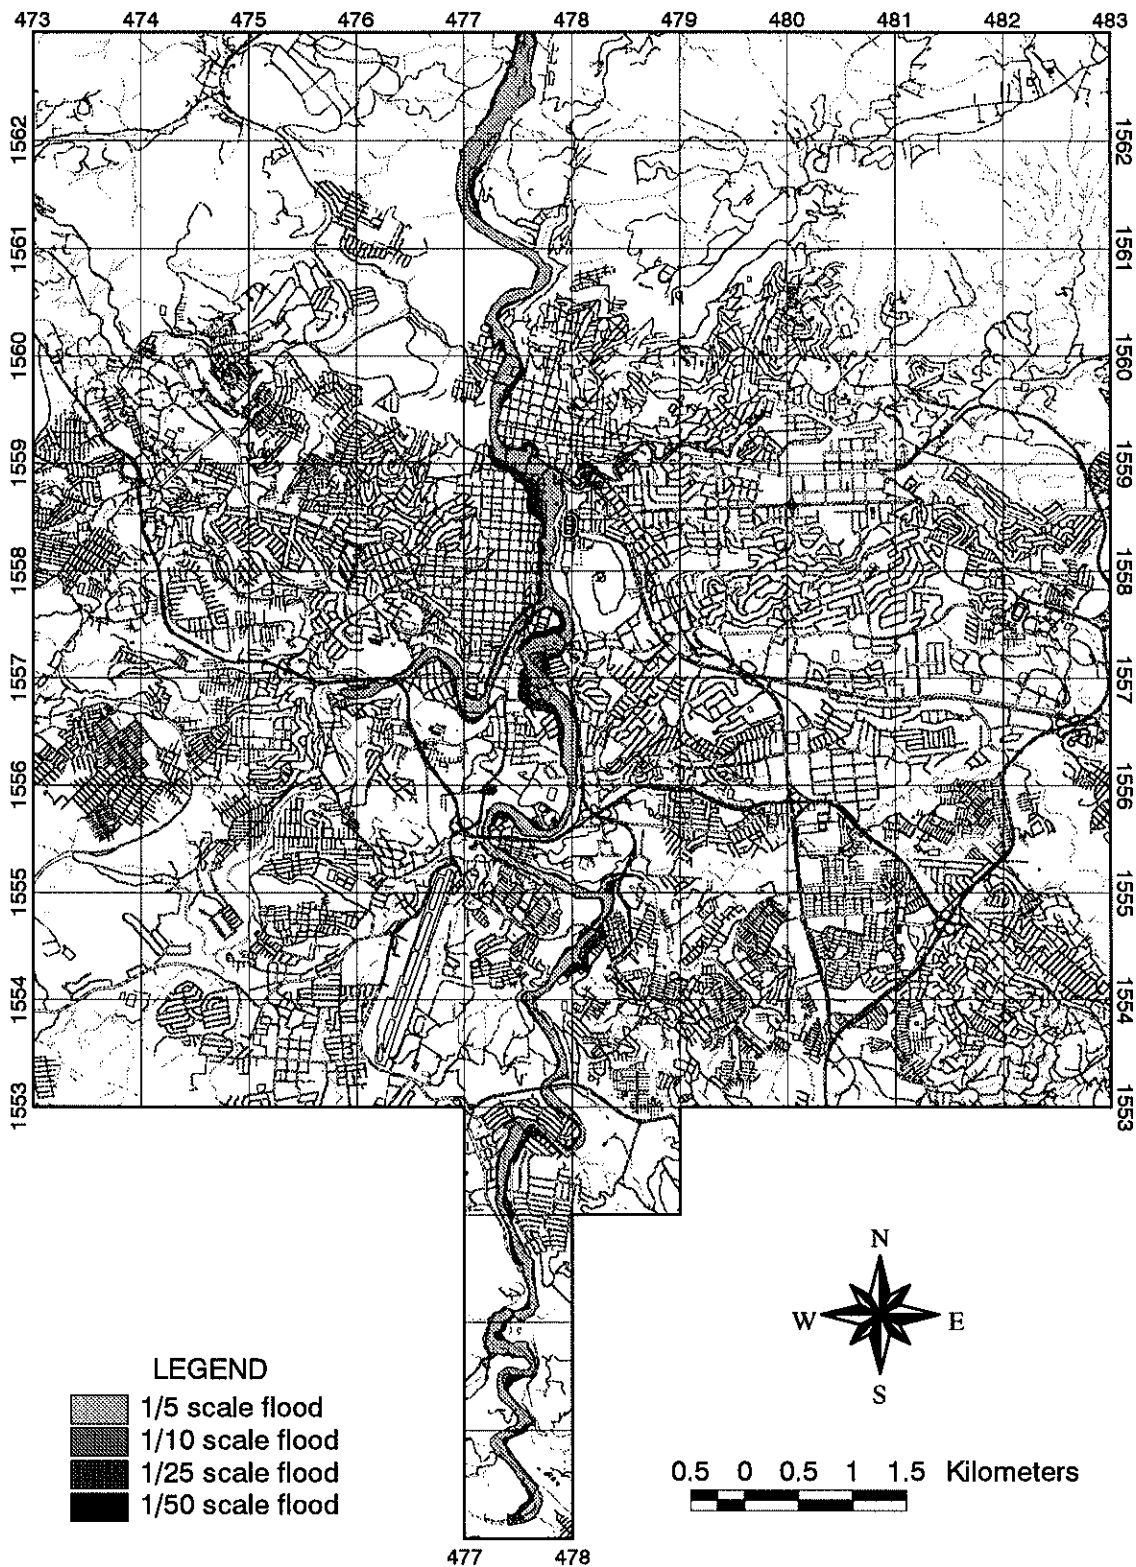 473 474 475 476 477 478 479 480 481 482 483
1562 1562
1561 1561
1560 1560
1559 1559
1558 1558
1557 1557
1556 1556
1555 1555
1554 1554
1553 1553
N
W E
S
LEGEND
1/5 scale flood
1/10 scale flood
1/25 scale flood
1/50 scale flood
0.5 0 0.5 1 1.5 Kilometers
477 478